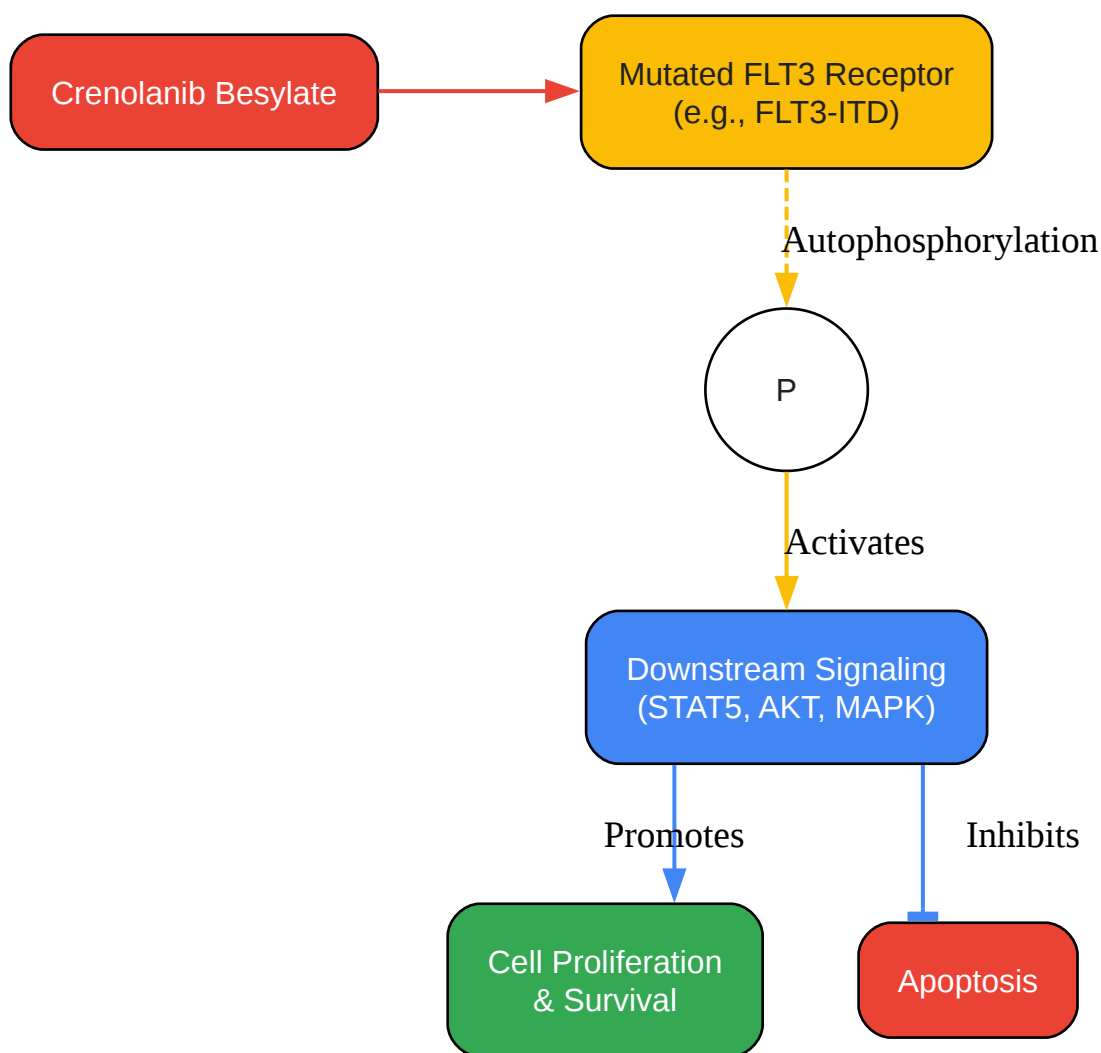 Crenolanib Besylate
Mutated FLT3 Receptor
(e.g., FLT3-ITD)
Autophosphorylation
P
Activates
Downstream Signaling
(STAT5, AKT, MAPK)
Promotes
Inhibits
Cell Proliferation
& Survival
Apoptosis